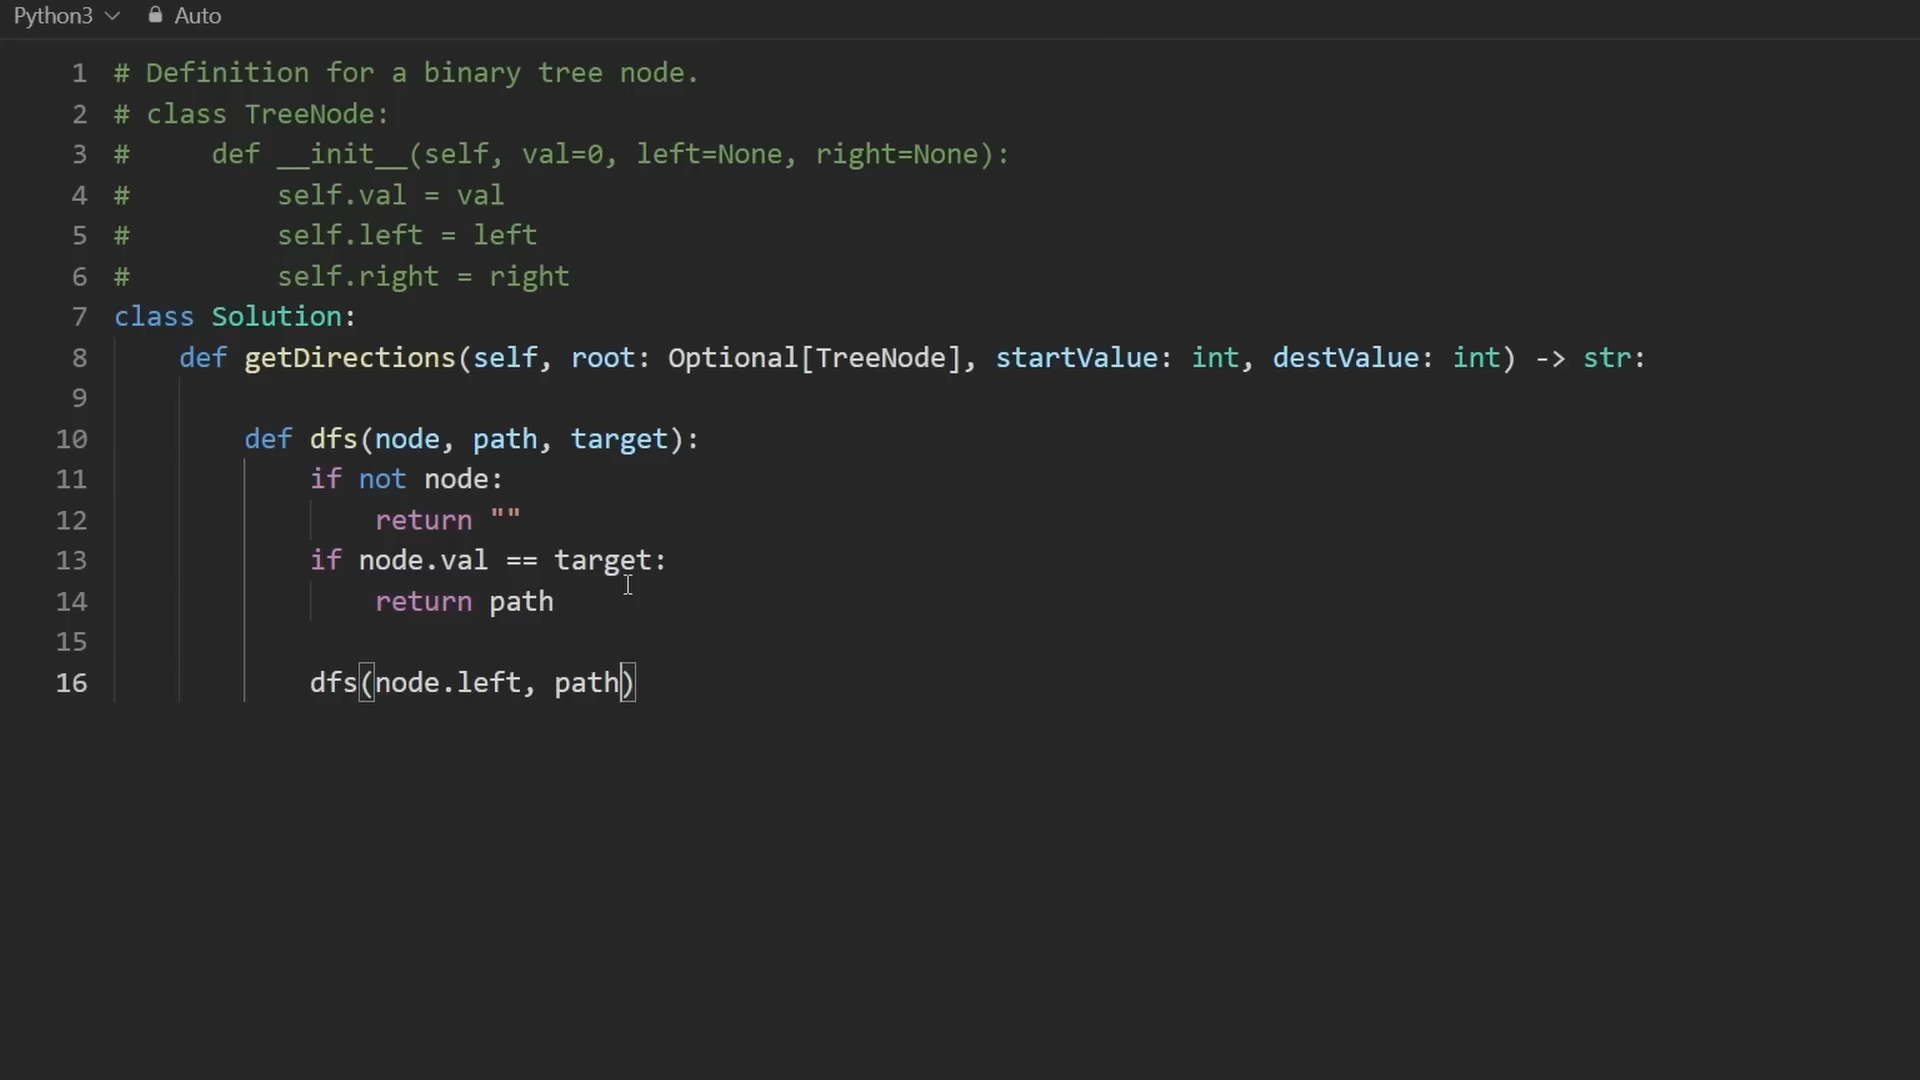 Python3 Auto
1 # Definition for a binary tree node.
2 # class TreeNode:
3 #     def __init__(self, val=0, left=None, right=None):
4 #         self.val = val
5 #         self.left = left
6 #         self.right = right
7 class Solution:
8     def getDirections(self, root: Optional[TreeNode], startValue: int, destValue: int) -> str:
9
10         def dfs(node, path, target):
11             if not node:
12                 return ""
13             if node.val == target:
14                 return path
15
16             dfs(node.left, path)